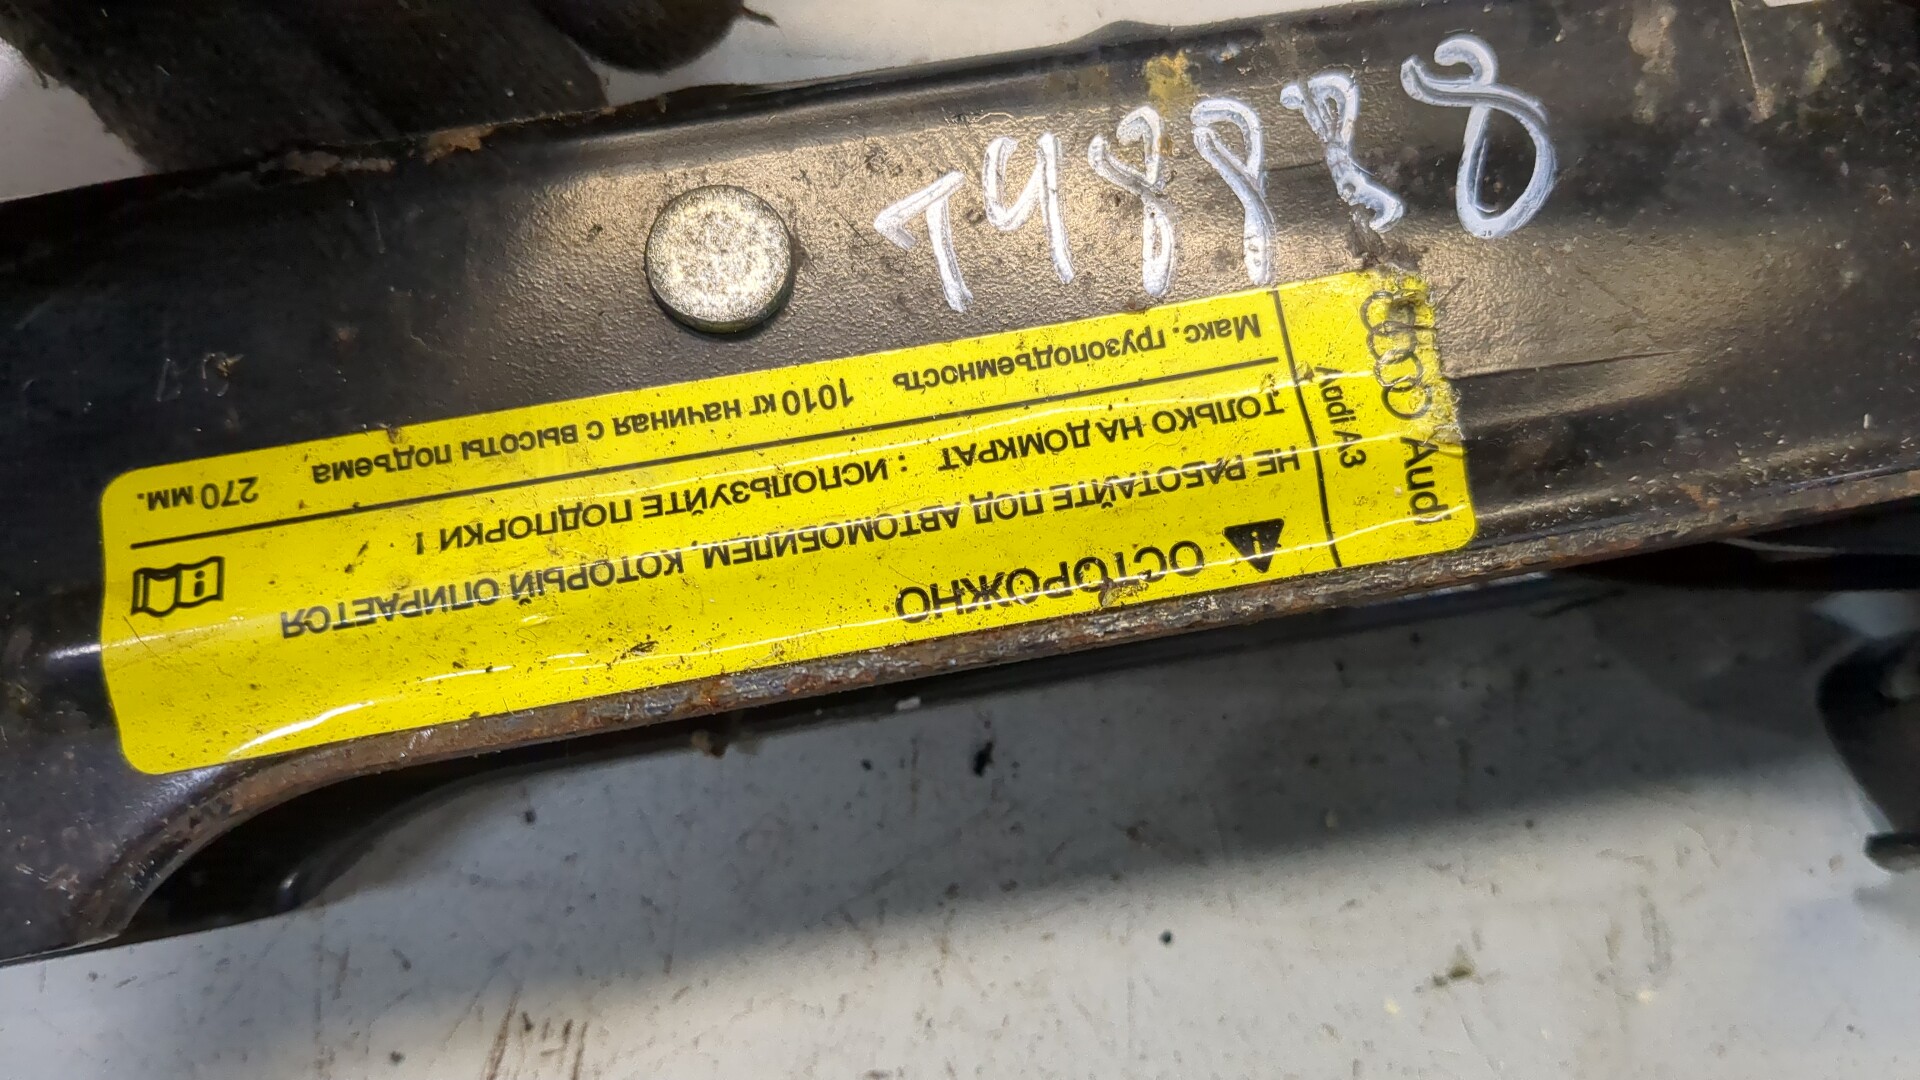 Audi
Audi A3
ОСТОРОЖНО
НЕ РАБОТАЙТЕ ПОД АВТОМОБИЛЕМ, КОТОРЫЙ ОПИРАЕТСЯ
ТОЛЬКО НА ДОМКРАТ : ИСПОЛЬЗУЙТЕ ПОДПОРКИ !
Макс. грузоподъемность 1010 кг начиная с высоты подъема 270 мм.